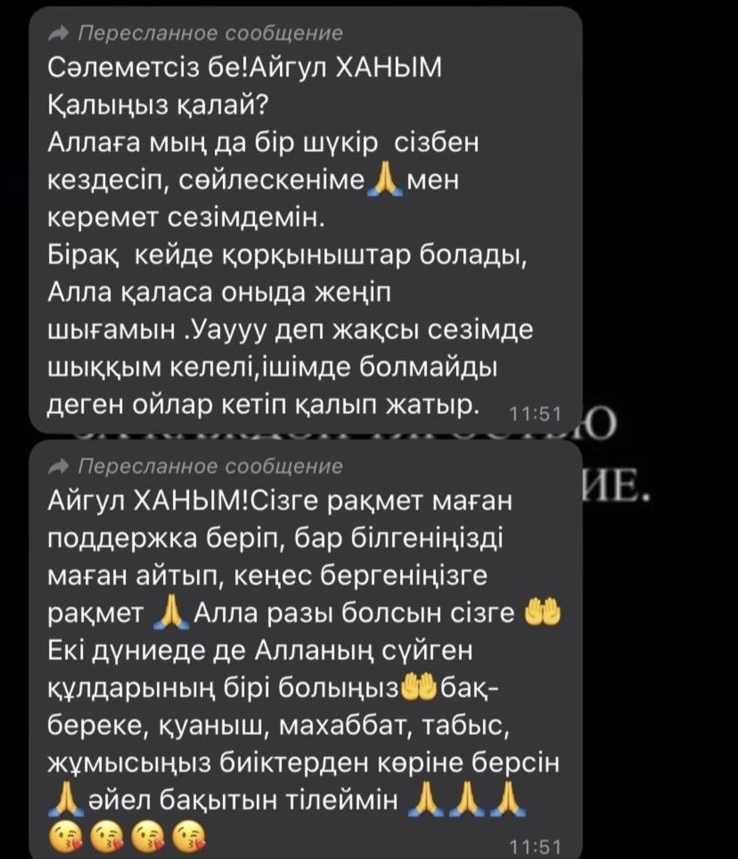 Пересланное сообщение
Сәлеметсіз бе!Айгул ХАНЫМ
Қалыңыз қалай?
Аллаға мың да бір шүкір сізбен
кездесіп, сөйлескеніме🙏мен
керемет сезімдемін.
Бірақ кейде қорқыныштар болады,
Алла қаласа оныда жеңіп
шығамын .Уаууу деп жақсы сезімде
шыққым келелі,ішімде болмайды
деген ойлар кетіп қалып жатыр. 11:51
Ю
ИЕ.
Пересланное сообщение
Айгул ХАНЫМ!Сізге рақмет маған
поддержка беріп, бар білгеніңізді
маған айтып, кеңес бергеніңізге
рақмет 🙏Алла разы болсын сізге 🤲
Екі дүниеде де Алланың сүйген
құлдарының бірі болыңыз🤲бақ-
береке, қуаныш, махаббат, табыс,
жұмысыңыз биіктерден көріне берсін
🙏әйел бақытын тілеймін 🙏🙏🙏
😘😘😘😘 11:51